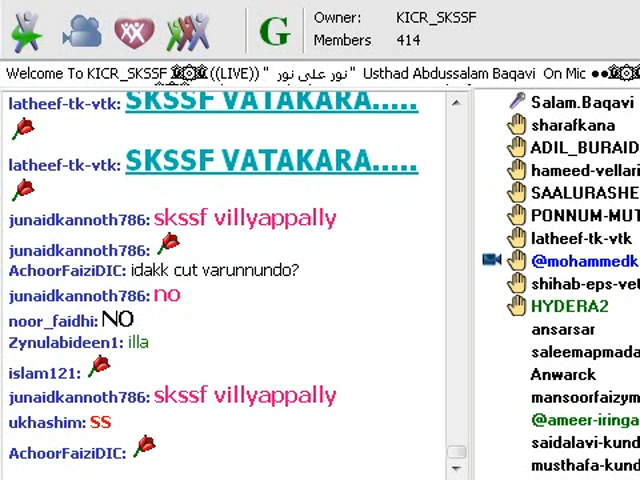 G
Owner: KICR_SKSSF
Members 414
Welcome To KICR_SKSSF ۞ ((LIVE)) " نور على نور " Usthad Abdussalam Baqavi On Mic ●●۞
latheef-tk-vtk: SKSSF VATAKARA.....
latheef-tk-vtk: SKSSF VATAKARA.....
junaidkannoth786: skssf villyappally
junaidkannoth786:
AchoorFaiziDIC: idakk cut varunnundo?
junaidkannoth786: no
noor_faidhi: NO
Zynulabideen1: illa
islam121:
junaidkannoth786: skssf villyappally
ukhashim: SS
AchoorFaiziDIC:
Salam.Baqavi
sharafkana
ADIL_BURAID
hameed-vellari
SAALURASHE
PONNUM-MUT
latheef-tk-vtk
@mohammedk
shihab-eps-vet
HYDERA2
ansarsar
saleemapmada
Anwarck
mansoorfaizym
@ameer-iringa
saidalavi-kund
musthafa-kund